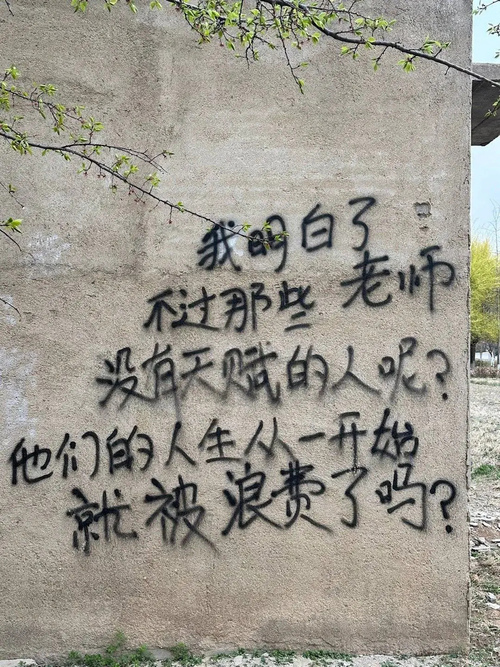 我明白了
老师
不过那些
没有天赋的人呢?
他们的人生从一开始
就被浪费了吗?